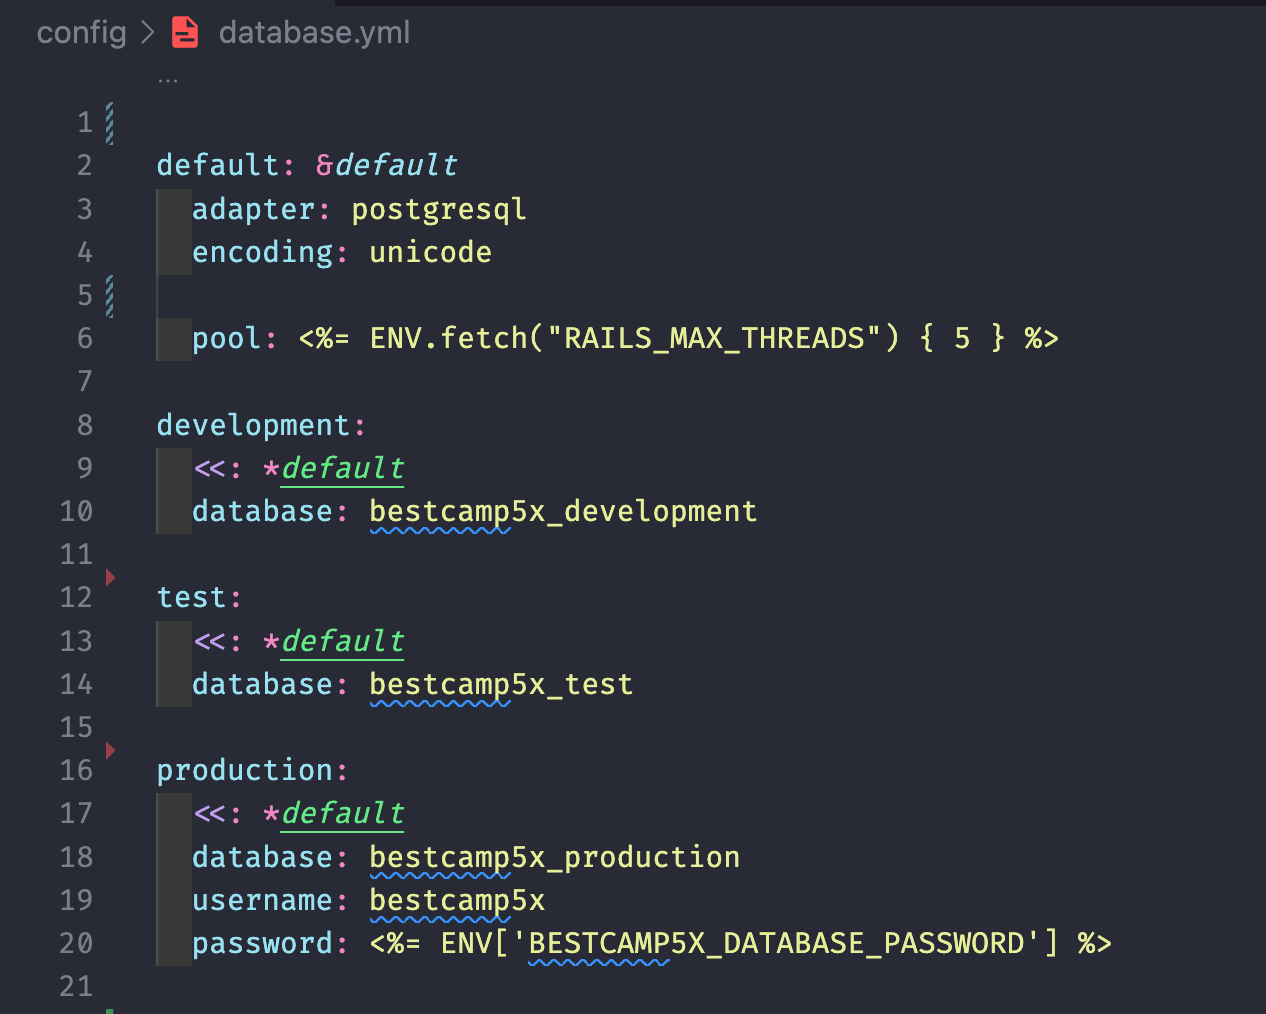 config > database.yml
...
1
2 default: &default
3   adapter: postgresql
4   encoding: unicode
5
6   pool: <%= ENV.fetch("RAILS_MAX_THREADS") { 5 } %>
7
8 development:
9   <<: *default
10   database: bestcamp5x_development
11
12 test:
13   <<: *default
14   database: bestcamp5x_test
15
16 production:
17   <<: *default
18   database: bestcamp5x_production
19   username: bestcamp5x
20   password: <%= ENV['BESTCAMP5X_DATABASE_PASSWORD'] %>
21